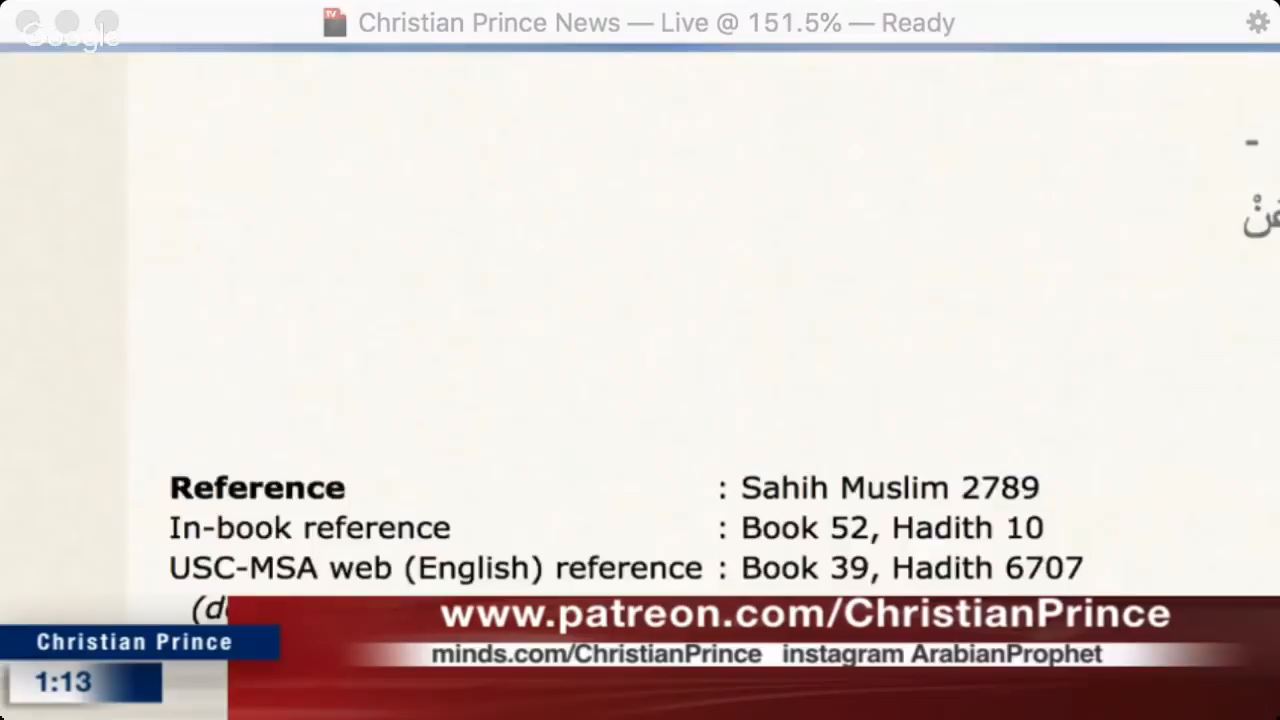 Christian Prince News — Live @ 151.5% — Ready
Google
-
Reference : Sahih Muslim 2789
In-book reference : Book 52, Hadith 10
USC-MSA web (English) reference : Book 39, Hadith 6707
www.patreon.com/ChristianPrince
Christian Prince
minds.com/ChristianPrince instagram ArabianProphet
1:13